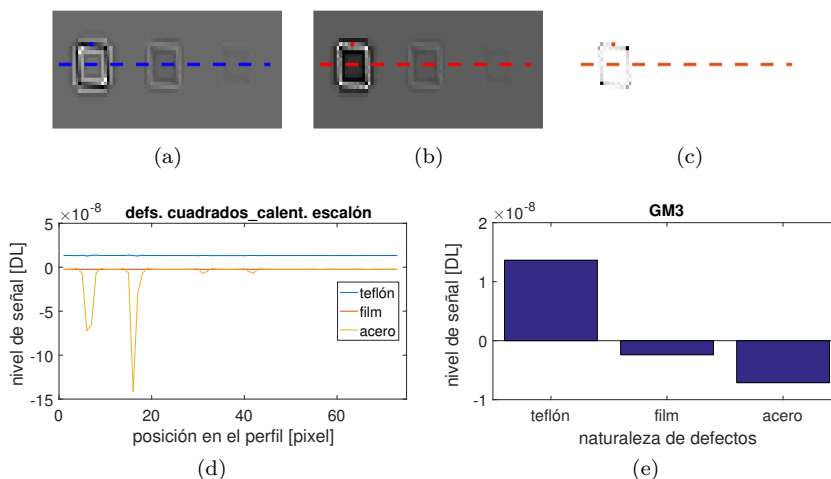 (a)
(b)
(c)
×10-8
defs. cuadrados_calent. escalón
nivel de señal [DL]
5
0
-5
-10
-15
0
20
40
60
teflón
film
acero
posición en el perfil [pixel]
(d)
×10-8
GM3
nivel de señal [DL]
2
1
0
-1
teflón
film
acero
naturaleza de defectos
(e)